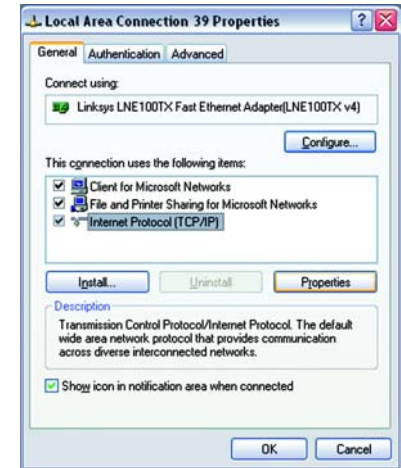 Local Area Connection 39 Properties
General Authentication Advanced
Connect using:
Linksys LNE100TX Fast Ethernet Adapter(LNE100TX v4)
Configure...
This connection uses the following items:
Client for Microsoft Networks
File and Printer Sharing for Microsoft Networks
Internet Protocol (TCP/IP)
Install... Uninstall Properties
Description
Transmission Control Protocol/Internet Protocol. The default
wide area network protocol that provides communication
across diverse interconnected networks.
Show icon in notification area when connected
OK Cancel